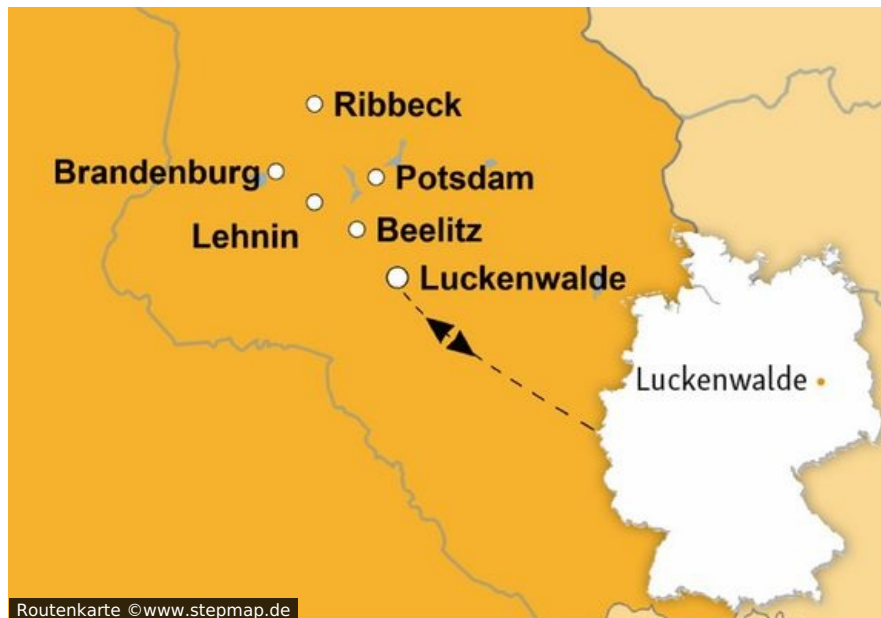 Ribbeck
Brandenburg
Potsdam
Lehnin
Beelitz
Luckenwalde
Luckenwalde
Routenkarte ©www.stepmap.de